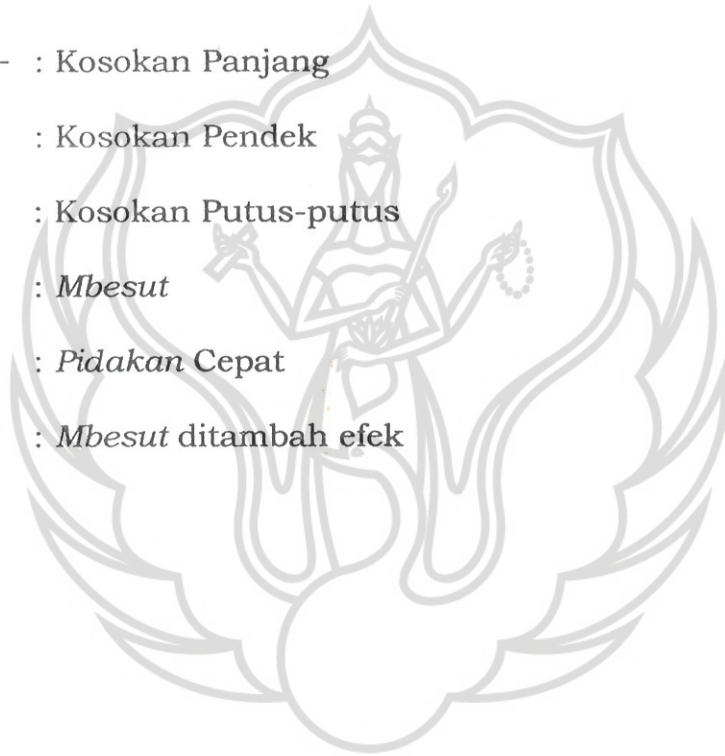 - : Kosokan Panjang
: Kosokan Pendek
: Kosokan Putus-putus
: Mbesut
: Pidakan Cepat
: Mbesut ditambah efek